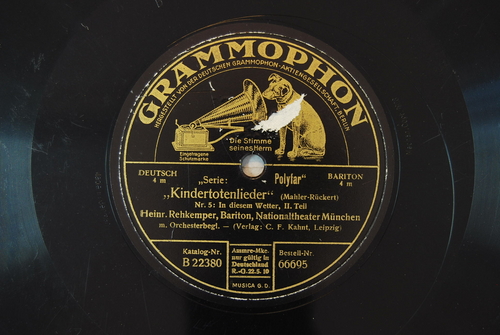 GRAMMOPHON
HERGESTELLT VON DER DEUTSCHEN GRAMMOPHON-AKTIENGESELLSCHAFT BERLIN
"Die Stimme
seines Herrn
Eingetragene
Schutzmarke
DEUTSCH
4 m
„Serie: Polyfar"
BARITON
4 m
„Kindertotenlieder" (Mahler-Rückert)
Nr. 5: In diesem Wetter, II. Teil
Heinr. Rehkemper, Bariton, Nationaltheater München
m. Orchesterbegl. — (Verlag: C. F. Kahnt, Leipzig)
Katalog-Nr.
B 22380
Ammre-Mke.
nur gültig in
Deutschland
R.-O. 22.5. 10
Bestell-Nr.
66695
MUSICA B. D.